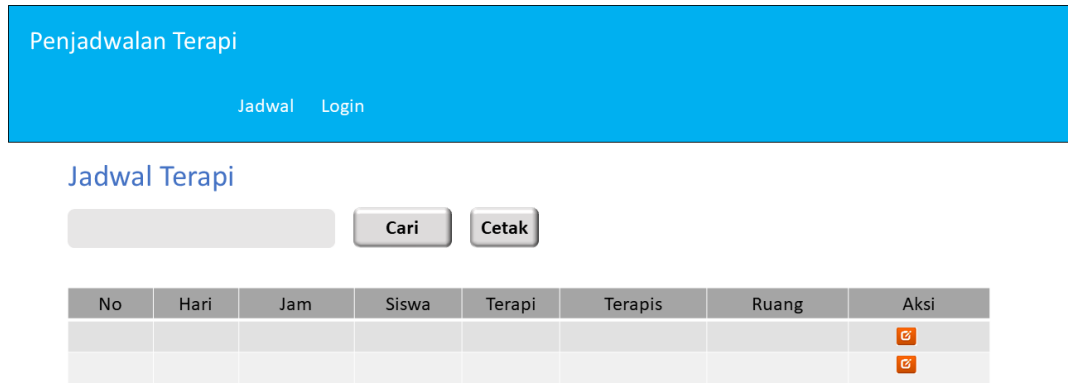 Penjadwalan Terapi
Jadwal Login
Jadwal Terapi
Cari Cetak
No Hari Jam Siswa Terapi Terapis Ruang Aksi